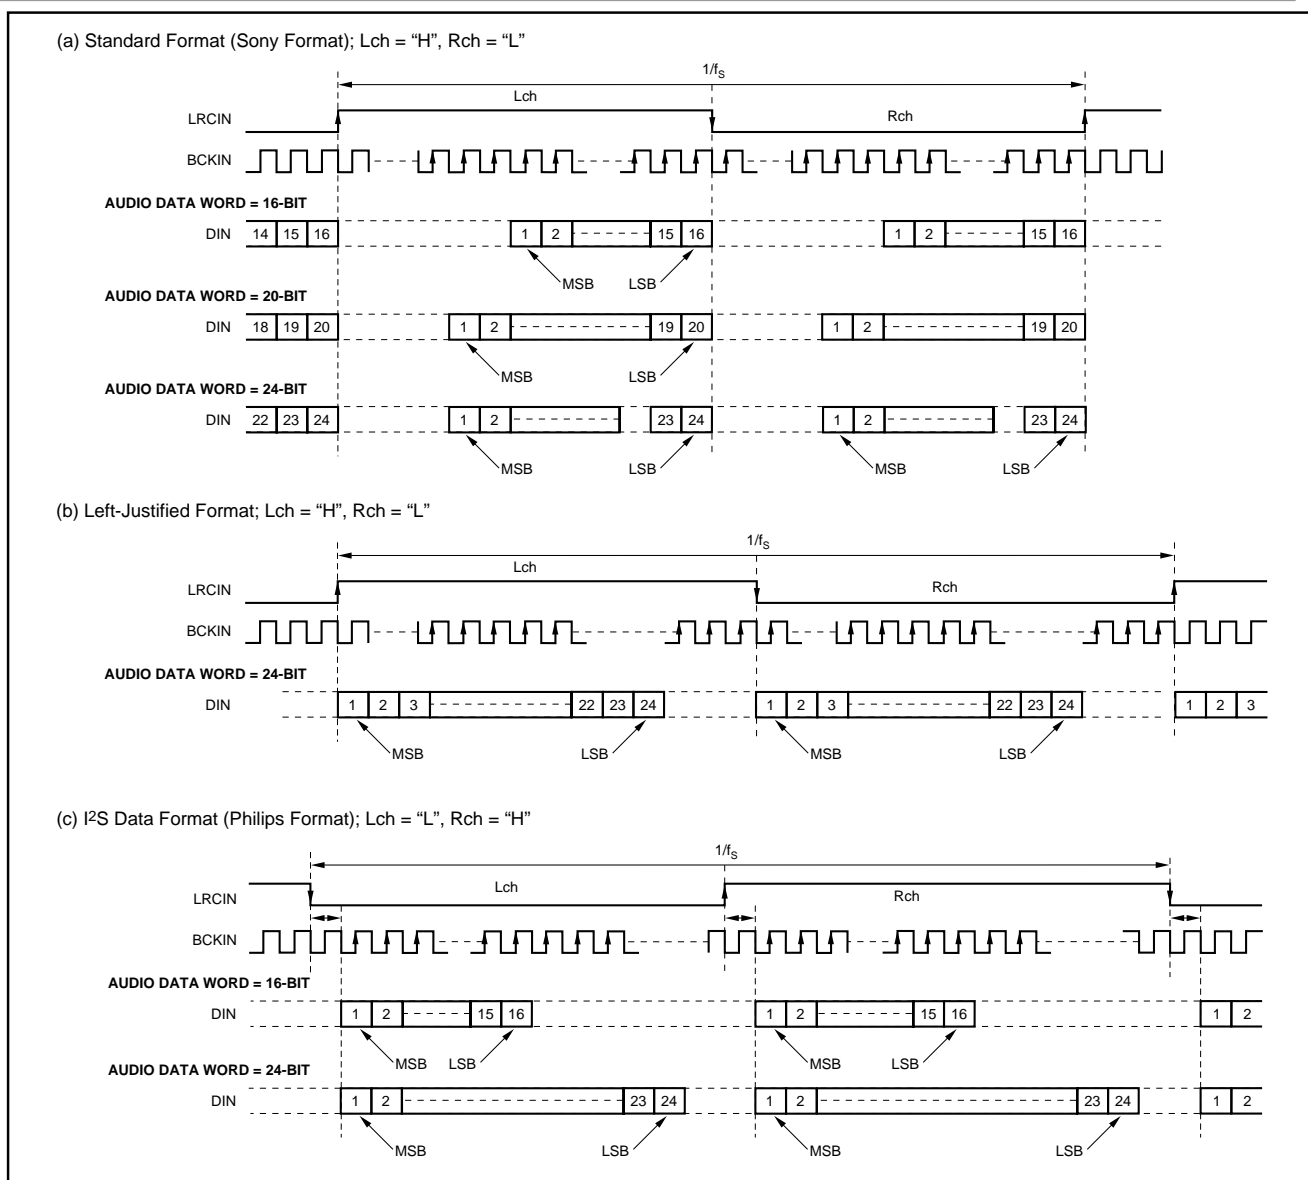 (a) Standard Format (Sony Format); Lch = “H”, Rch = “L”
1/fS
Lch
Rch
LRCIN
BCKIN
AUDIO DATA WORD = 16-BIT
DIN 14 15 16 1 2 15 16 1 2 15 16
MSB LSB
AUDIO DATA WORD = 20-BIT
DIN 18 19 20 1 2 19 20 1 2 19 20
MSB LSB
AUDIO DATA WORD = 24-BIT
DIN 22 23 24 1 2 23 24 1 2 23 24
MSB LSB MSB LSB
(b) Left-Justified Format; Lch = “H”, Rch = “L”
1/fS
Lch
Rch
LRCIN
BCKIN
AUDIO DATA WORD = 24-BIT
DIN 1 2 3 22 23 24 1 2 3 22 23 24 1 2 3
MSB LSB MSB LSB
(c) I2S Data Format (Philips Format); Lch = “L”, Rch = “H”
1/fS
Lch
Rch
LRCIN
BCKIN
AUDIO DATA WORD = 16-BIT
DIN 1 2 15 16 1 2 15 16 1 2
MSB LSB MSB LSB
AUDIO DATA WORD = 24-BIT
DIN 1 2 23 24 1 2 23 24 1 2
MSB LSB MSB LSB